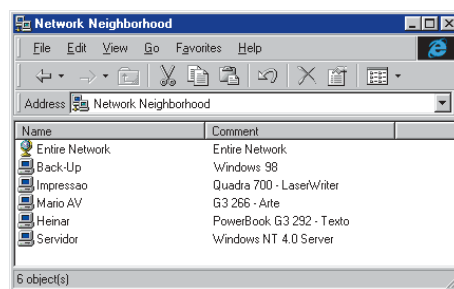 Network Neighborhood
File Edit View Go Favorites Help
Address Network Neighborhood
Name Comment
Entire Network Entire Network
Back-Up Windows 98
Impressao Quadra 700 - LaserWriter
Mario AV G3 266 - Arte
Heinar PowerBook G3 292 - Texto
Servidor Windows NT 4.0 Server
6 object(s)